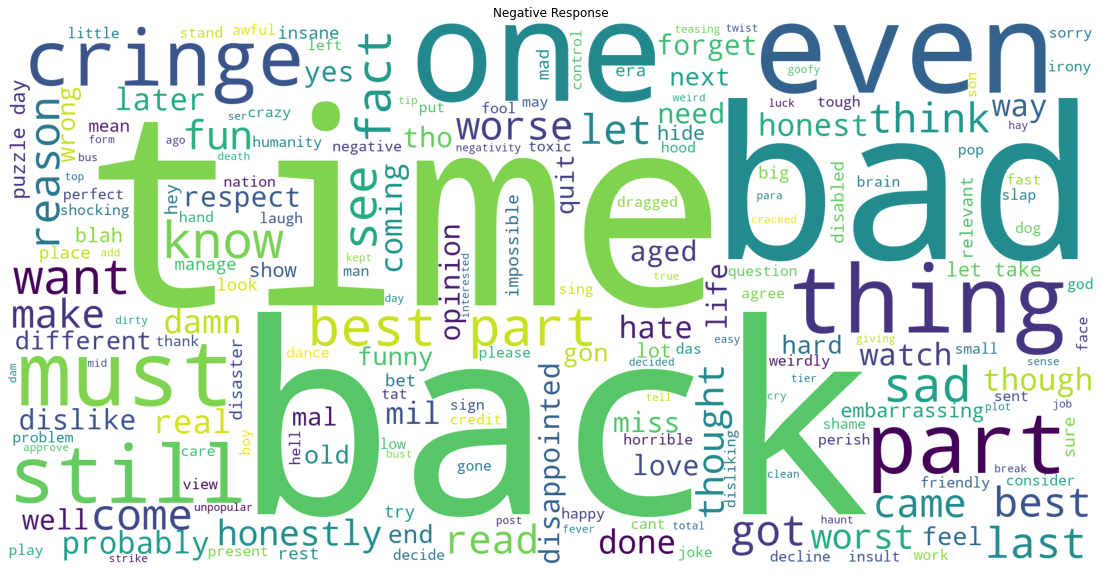 Negative Response
little
stand
awful
insane
left
cringe
yes
fact
one
mad
control
era
teasing
twist
weird
goofy
forget
next
even
son
sorry
irony
puzzle day
wrong
reason
later
mean
form
bus
ago
ser
crazy
fun
humanity
death
negative
tip
put
tho
fool
may
worse
negativity
toxic
let
need
hide
hood
luck
tough
hay
way
honest
think
top
perfect
shocking
blah
place
add
hey
nation
respect
hand
laugh
know
manage
show
look
man
kept
see
coming
day
time
opinion
interested
impossible
quit
sing
dragged
aged
true
life
bad
big
para
cracked
disabled
brain
pop
relevant
fast
slap
dog
question
agree
let take
god
face
want
make
different
dirty
thank
damn
disaster
best part
hate
lot
das
decided
easy
thing
giving
hard
weirdly
watch
small
sense
dam
mid
must
dance
funny
please
gon
tier
sad
though
dislike
real
boy
bet
tat
mal
mil
sign
credit
tell
miss
cry
embarrassing
plot
sent
job
problem
approve
care
hell
old
low
bust
gone
back
disappointed
horrible
love
thought
disliking
clean
shame
perish
part
sure
still
view
unpopular
friendly
break
consider
well
come
try
post
happy
fever
cant
total
haunt
came
best
play
probably
strike
present
honestly
rest
end
decide
read
done
joke
got
decline
worst
insult
feel
work
last